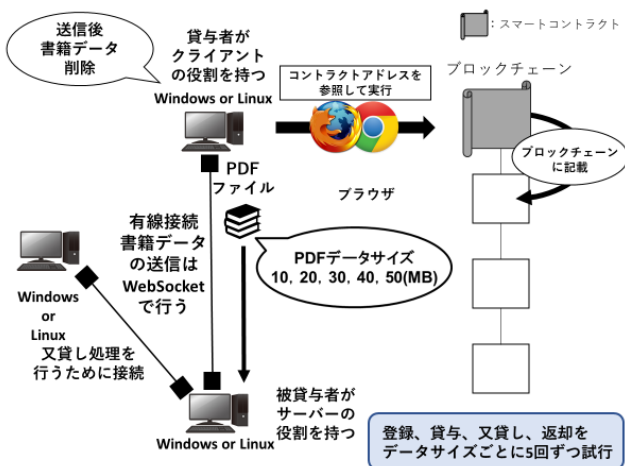 送信後
書籍データ
削除
貸与者が
クライアント
の役割を持つ
Windows or Linux
コントラクトアドレスを
参照して実行
:スマートコントラクト
ブロックチェーン
ブロックチェーン
に記載
PDF
ファイル
ブラウザ
有線接続
書籍データ
の送信は
WebSocket
で行う
PDFデータサイズ
10, 20, 30, 40, 50(MB)
Windows
or
Linux
又貸し処理を
行うために接続
Windows or Linux
被貸与者が
サーバーの
役割を持つ
登録、貸与、又貸し、返却を
データサイズごとに5回ずつ試行